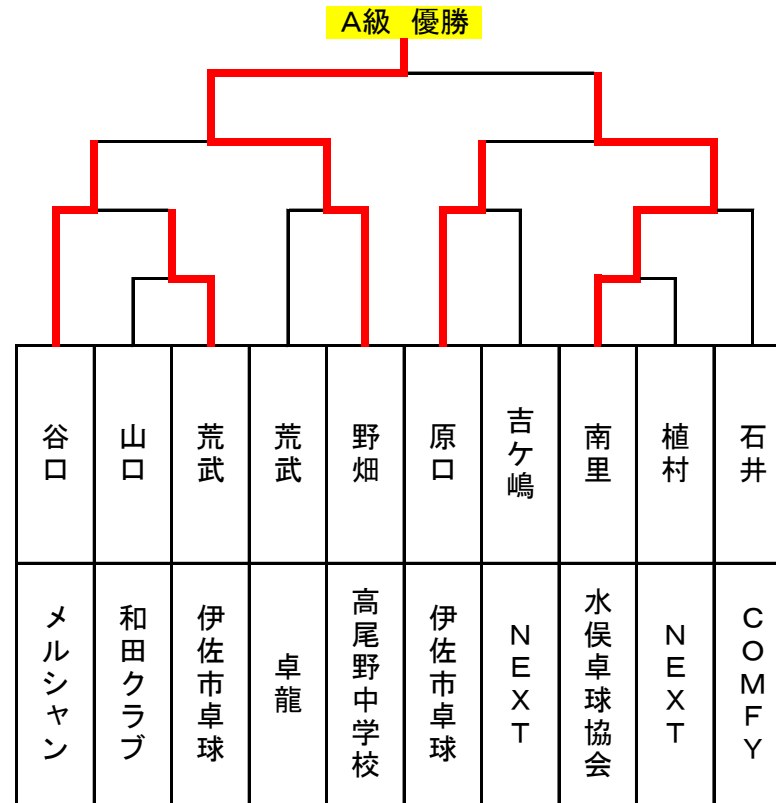 A級 優勝
谷口
山口
荒武
荒武
野畑
原口
吉ケ嶋
南里
植村
石井
メルシャン
和田クラブ
伊佐市卓球
卓龍
高尾野中学校
伊佐市卓球
NEXT
水俣卓球協会
NEXT
COMFY